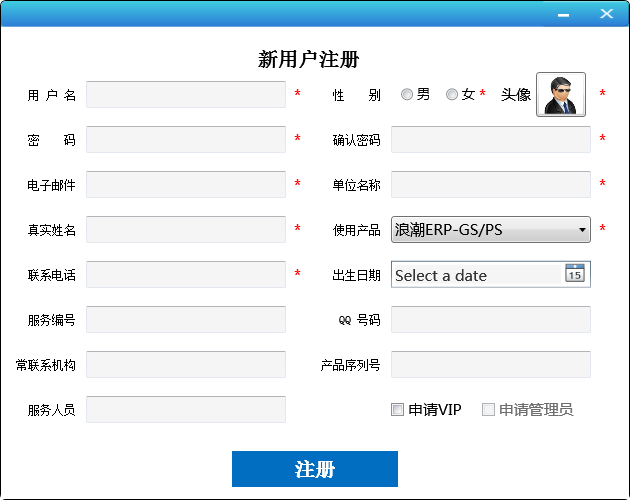 新用户注册
用 户 名 * 性 别 男 女 * 头像 *
密 码 * 确认密码 *
电子邮件 * 单位名称 *
真实姓名 * 使用产品 浪潮ERP-GS/PS *
联系电话 * 出生日期 Select a date 15
服务编号 QQ 号码
常联系机构 产品序列号
服务人员 申请VIP 申请管理员
注册